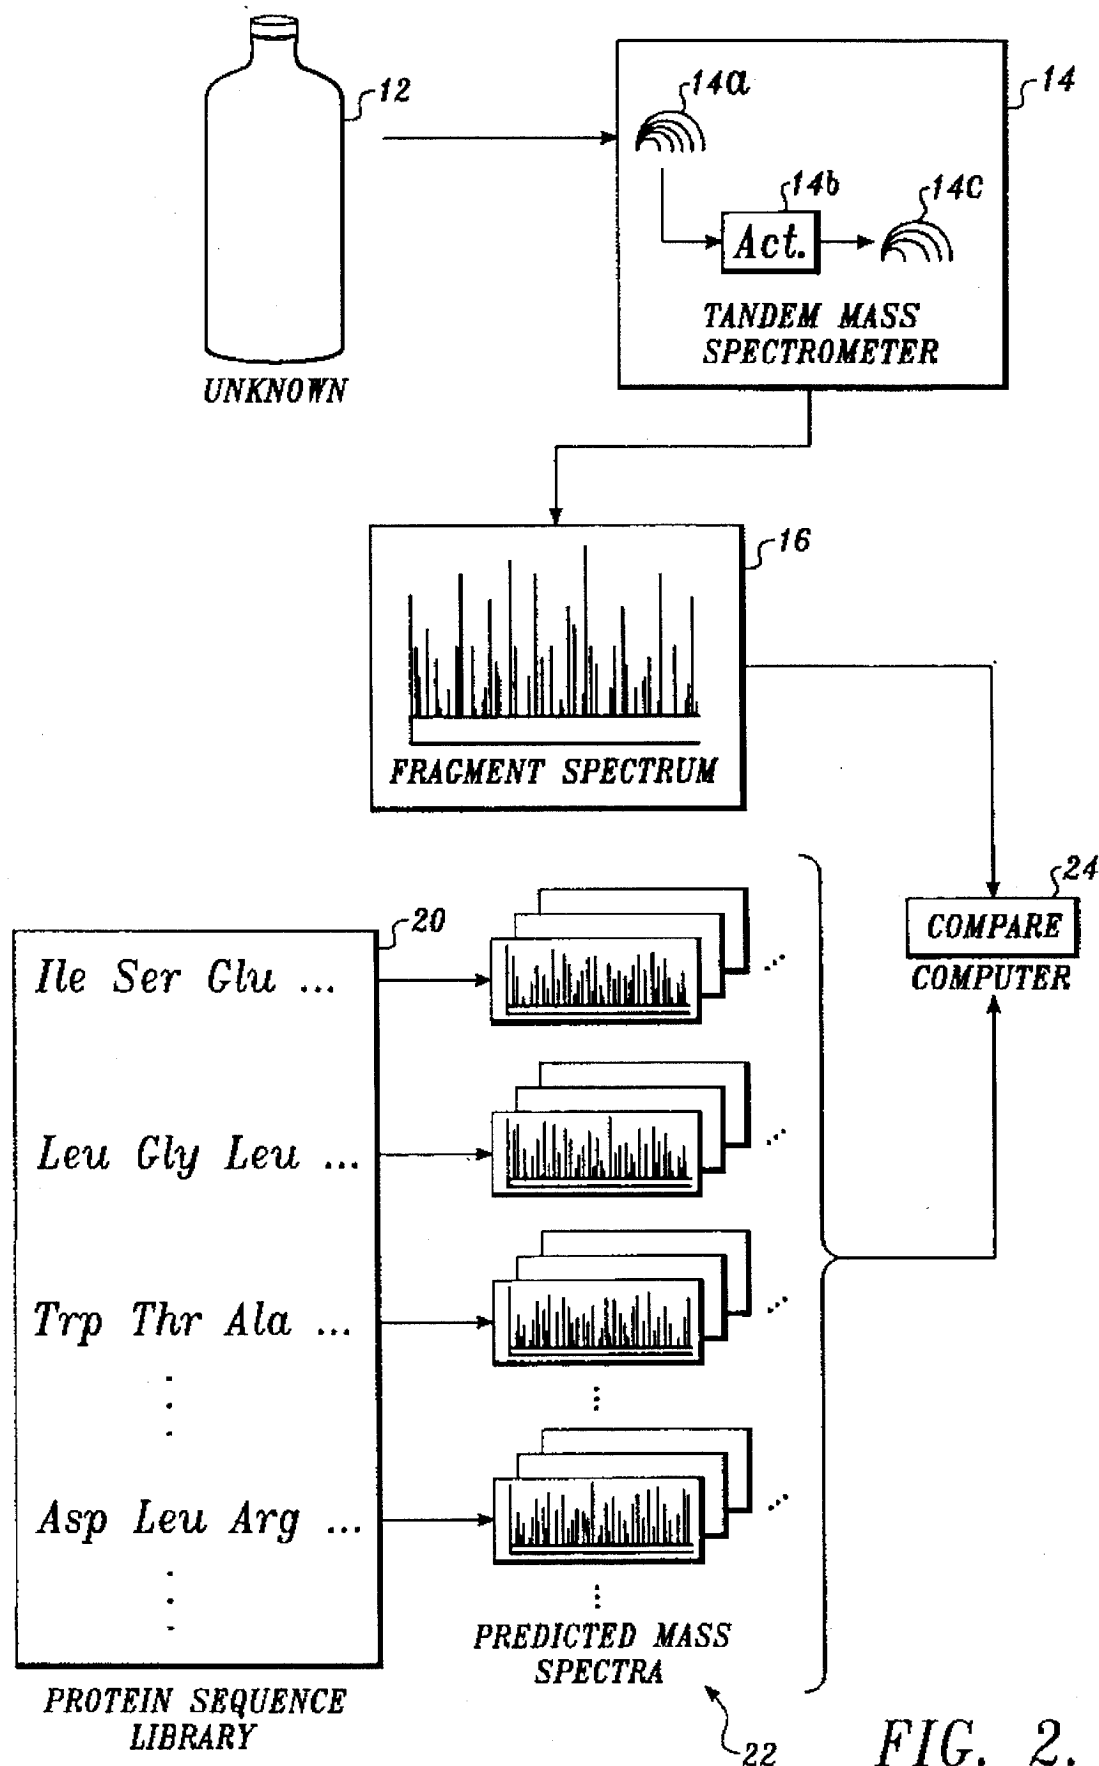 12
UNKNOWN
14a
14
14b
14c
Act.
TANDEM MASS
SPECTROMETER
16
FRAGMENT SPECTRUM
24
COMPARE
COMPUTER
20
Ile Ser Glu ...
...
Leu Gly Leu ...
...
Trp Thr Ala ...
...
Asp Leu Arg ...
...
PREDICTED MASS
SPECTRA
22
PROTEIN SEQUENCE
LIBRARY
FIG. 2.